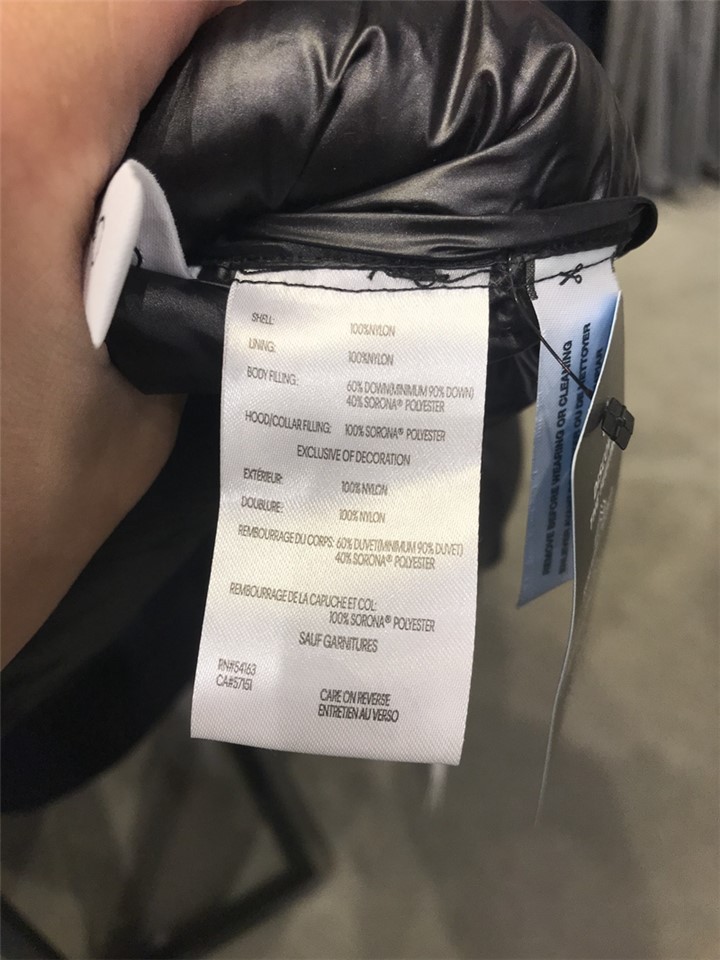 SHELL: 100%NYLON
LINING: 100%NYLON
BODY FILLING: 60% DOWN(MINIMUM 90% DOWN)
40% SORONA® POLYESTER
HOOD/COLLAR FILLING: 100% SORONA® POLYESTER
EXCLUSIVE OF DECORATION
EXTÉRIEUR: 100% NYLON
DOUBLURE: 100% NYLON
REMBOURRAGE DU CORPS: 60% DUVET(MINIMUM 90% DUVET)
40% SORONA® POLYESTER
REMBOURRAGE DE LA CAPUCHE ET COL:
100% SORONA® POLYESTER
SAUF GARNITURES
RN#54163
CA#57151
CARE ON REVERSE
ENTRETIEN AU VERSO
REMOVE BEFORE WEARING OR CLEANING
OU DE NETTOYER